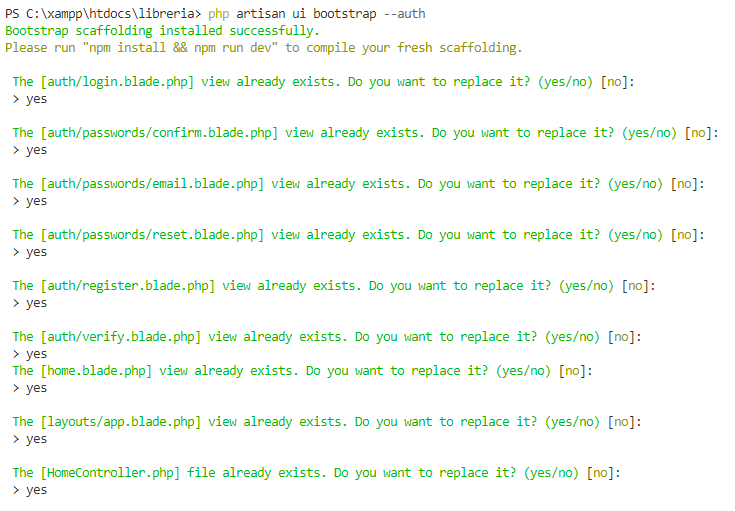 PS C:\xampp\htdocs\libreria> php artisan ui bootstrap --auth
Bootstrap scaffolding installed successfully.
Please run "npm install && npm run dev" to compile your fresh scaffolding.
The [auth/login.blade.php] view already exists. Do you want to replace it? (yes/no) [no]:
> yes
The [auth/passwords/confirm.blade.php] view already exists. Do you want to replace it? (yes/no) [no]:
> yes
The [auth/passwords/email.blade.php] view already exists. Do you want to replace it? (yes/no) [no]:
> yes
The [auth/passwords/reset.blade.php] view already exists. Do you want to replace it? (yes/no) [no]:
> yes
The [auth/register.blade.php] view already exists. Do you want to replace it? (yes/no) [no]:
> yes
The [auth/verify.blade.php] view already exists. Do you want to replace it? (yes/no) [no]:
> yes
The [home.blade.php] view already exists. Do you want to replace it? (yes/no) [no]:
> yes
The [layouts/app.blade.php] view already exists. Do you want to replace it? (yes/no) [no]:
> yes
The [HomeController.php] file already exists. Do you want to replace it? (yes/no) [no]:
> yes